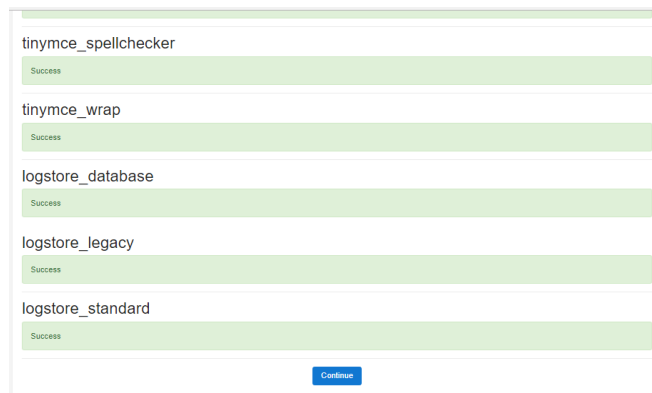 tinymce_spellchecker
Success
tinymce_wrap
Success
logstore_database
Success
logstore_legacy
Success
logstore_standard
Success
Continue